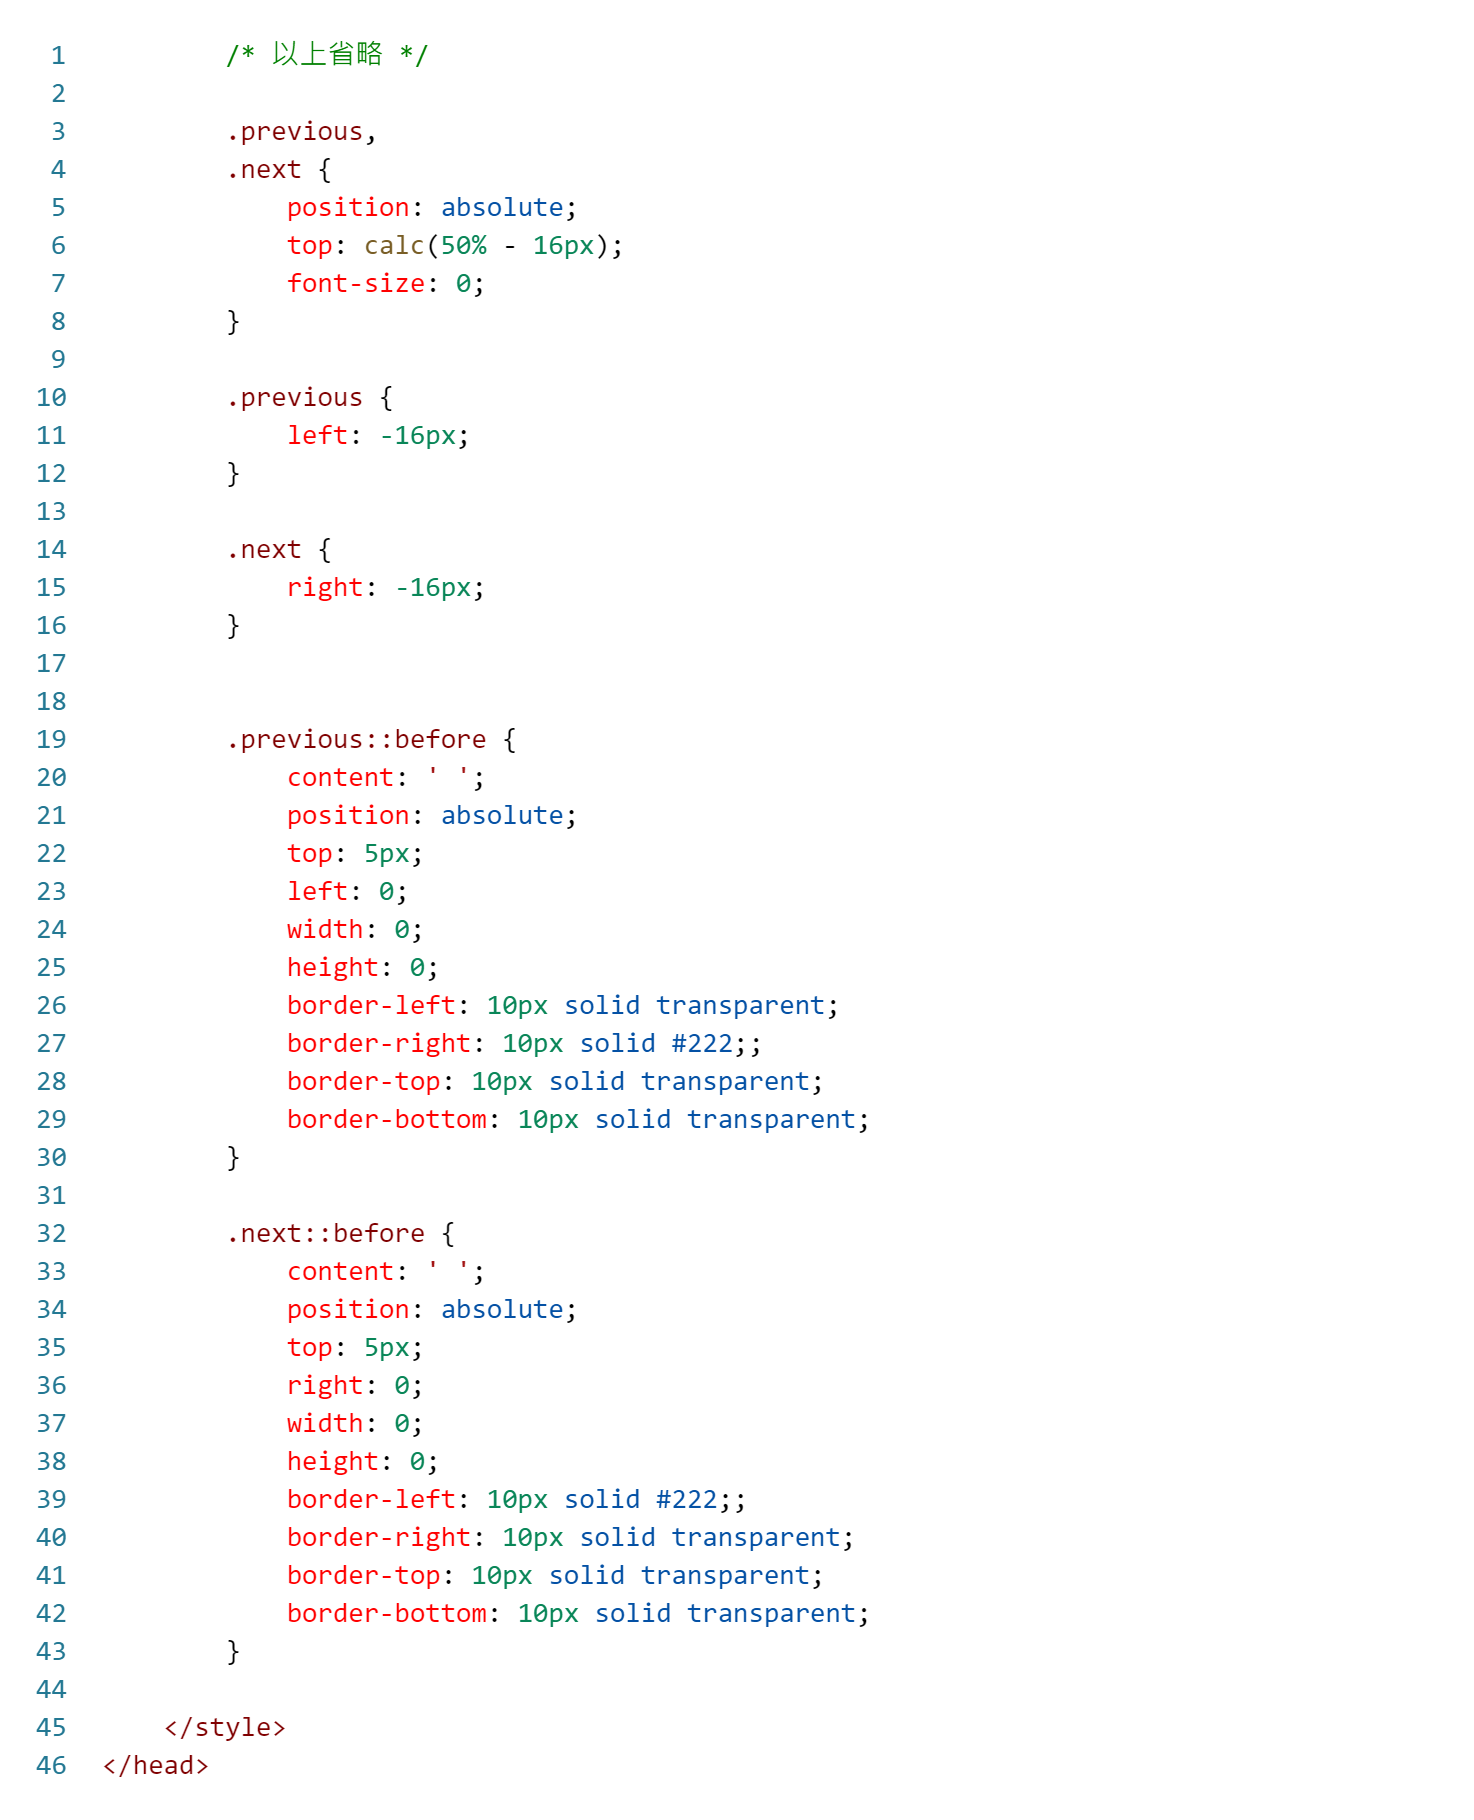 1 /* 以上省略 */
2
3 .previous,
4 .next {
5 position: absolute;
6 top: calc(50% - 16px);
7 font-size: 0;
8 }
9
10 .previous {
11 left: -16px;
12 }
13
14 .next {
15 right: -16px;
16 }
17
18
19 .previous::before {
20 content: ' ';
21 position: absolute;
22 top: 5px;
23 left: 0;
24 width: 0;
25 height: 0;
26 border-left: 10px solid transparent;
27 border-right: 10px solid #222;;
28 border-top: 10px solid transparent;
29 border-bottom: 10px solid transparent;
30 }
31
32 .next::before {
33 content: ' ';
34 position: absolute;
35 top: 5px;
36 right: 0;
37 width: 0;
38 height: 0;
39 border-left: 10px solid #222;;
40 border-right: 10px solid transparent;
41 border-top: 10px solid transparent;
42 border-bottom: 10px solid transparent;
43 }
44
45 </style>
46 </head>